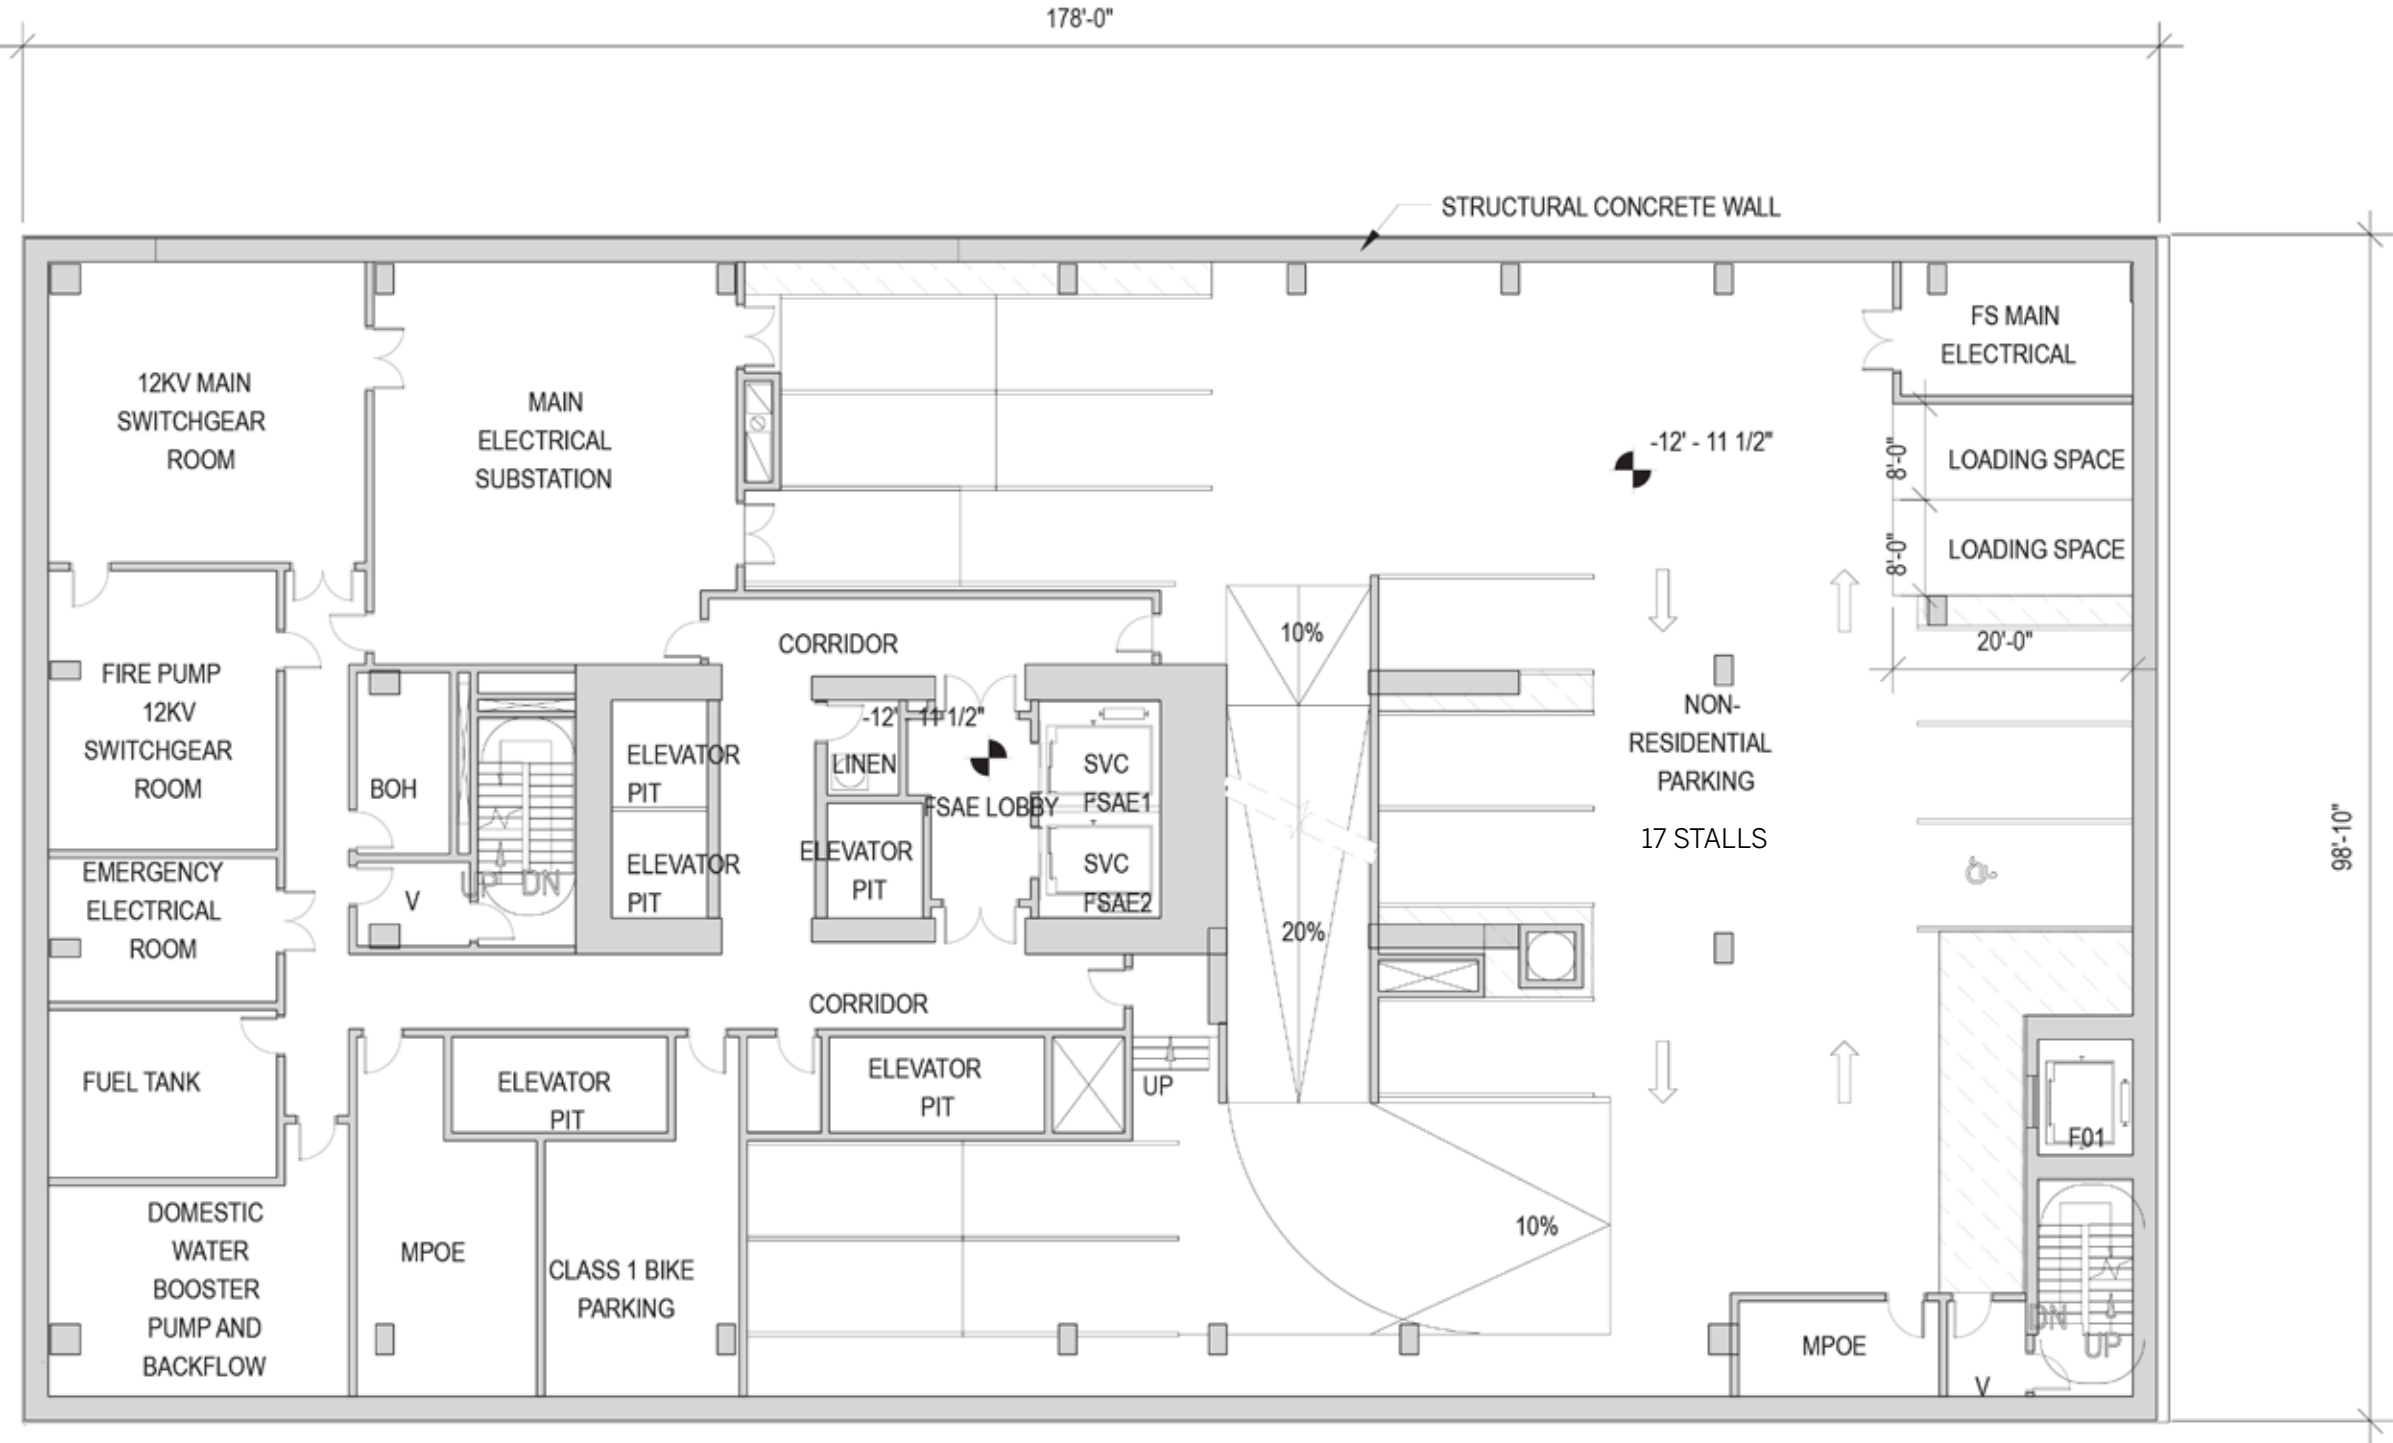 178'-0"
STRUCTURAL CONCRETE WALL
FS MAIN
ELECTRICAL
12KV MAIN
SWITCHGEAR
ROOM
MAIN
ELECTRICAL
SUBSTATION
-12' - 11 1/2"
8'-0"
LOADING SPACE
8'-0"
LOADING SPACE
20'-0"
10%
CORRIDOR
FIRE PUMP
12KV
SWITCHGEAR
ROOM
BOH
ELEVATOR
PIT
ELEVATOR
PIT
-12' - 11 1/2"
LINEN
FSAE LOBBY
ELEVATOR
PIT
SVC
FSAE1
SVC
FSAE2
NON-
RESIDENTIAL
PARKING
17 STALLS
98'-10"
EMERGENCY
ELECTRICAL
ROOM
V
UP
DN
20%
CORRIDOR
FUEL TANK
ELEVATOR
PIT
ELEVATOR
PIT
UP
F01
DOMESTIC
WATER
BOOSTER
PUMP AND
BACKFLOW
MPOE
CLASS 1 BIKE
PARKING
10%
MPOE
V
DN
UP